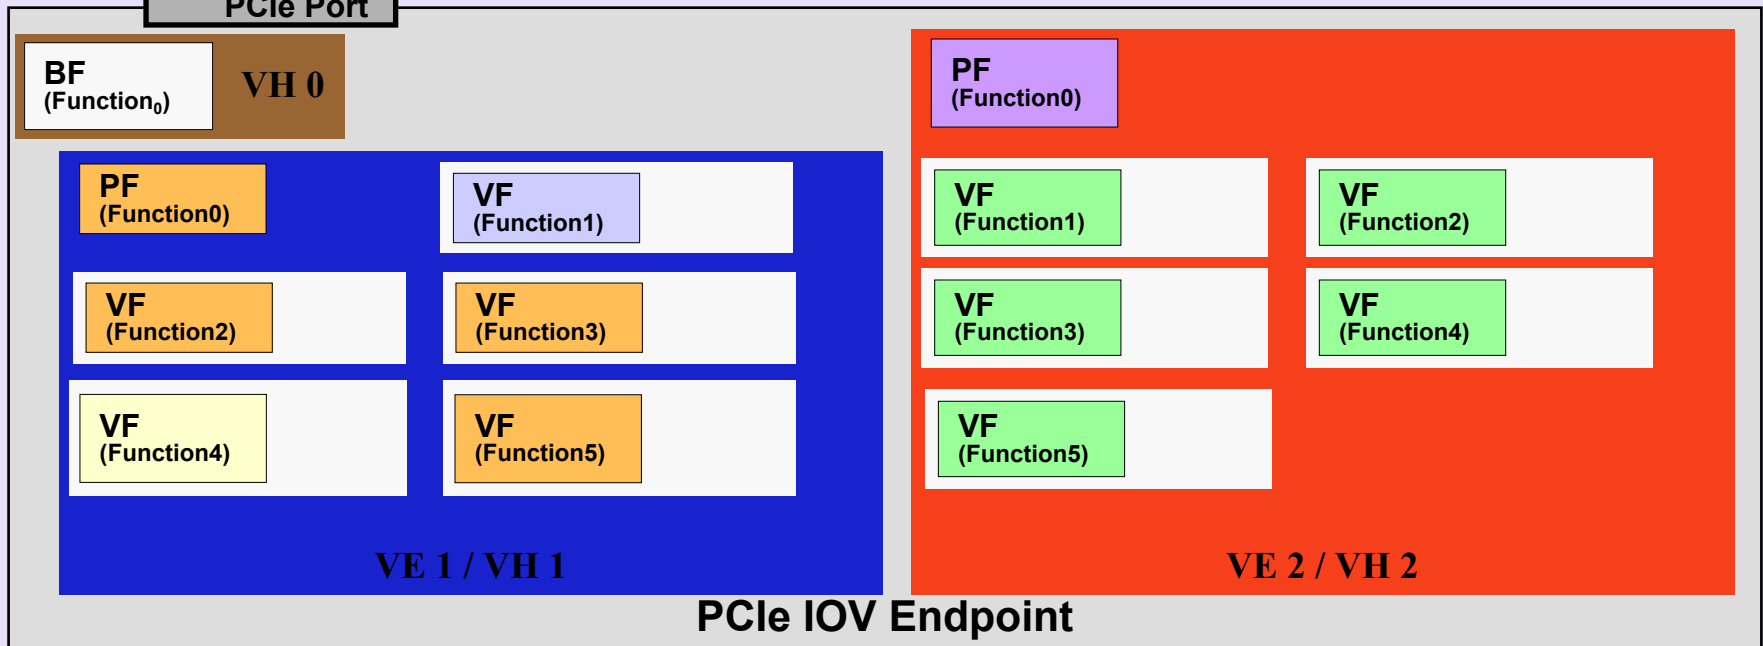 PCIe Port
BF
(Function₀)
VH 0
PF
(Function0)
VF
(Function1)
VF
(Function2)
VF
(Function3)
VF
(Function4)
VF
(Function5)
VE 1 / VH 1
PF
(Function0)
VF
(Function1)
VF
(Function2)
VF
(Function3)
VF
(Function4)
VF
(Function5)
VE 2 / VH 2
PCIe IOV Endpoint